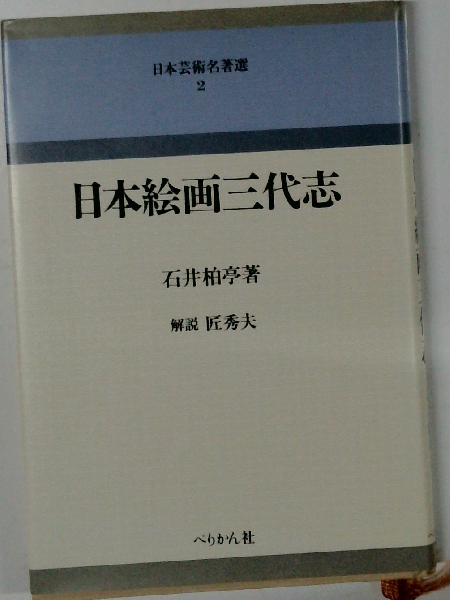 日本芸術名著選
2
日本絵画三代志
石井柏亭著
解説 匠秀夫
ぺりかん社